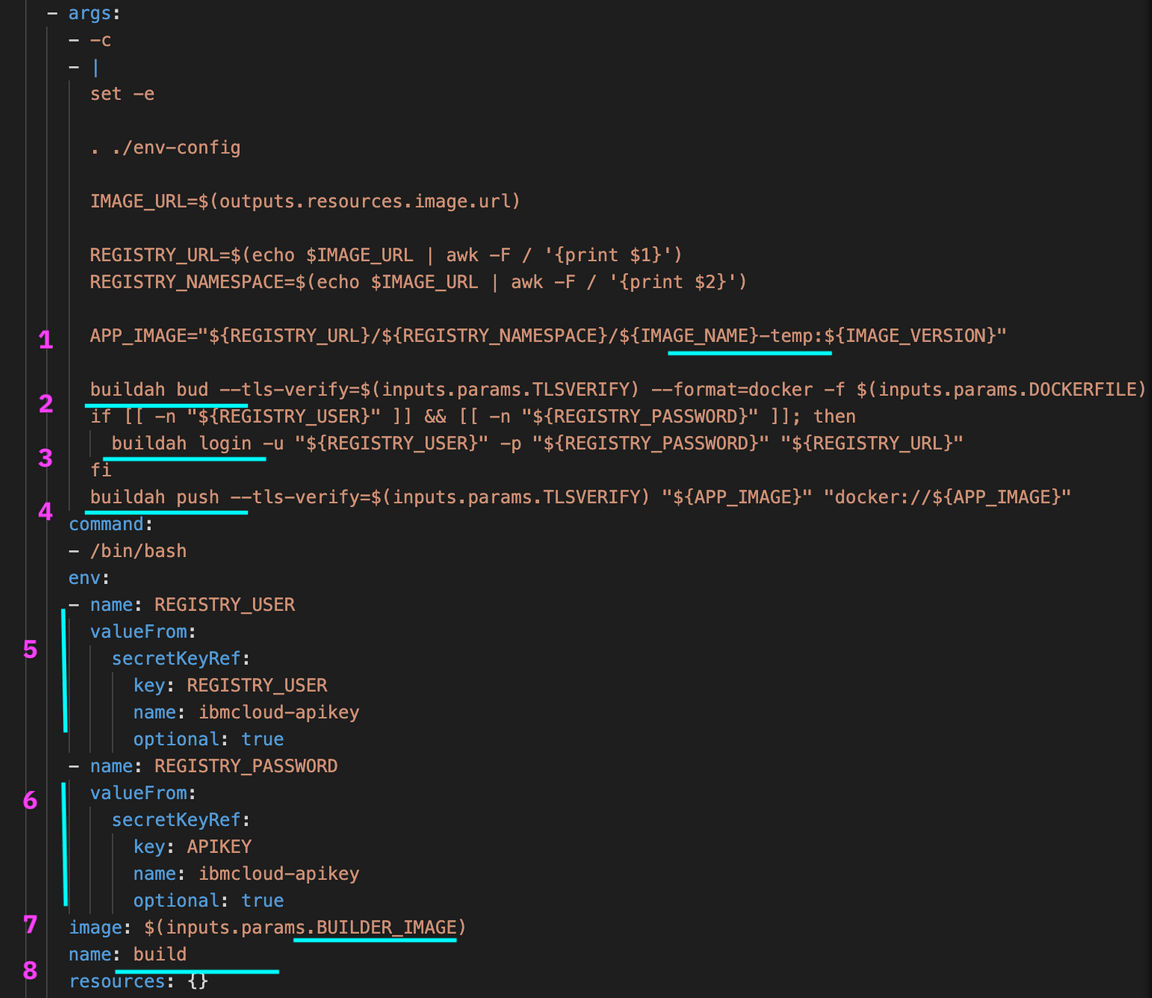 - args:
- -c
- |
set -e
. ./env-config
IMAGE_URL=$(outputs.resources.image.url)
REGISTRY_URL=$(echo $IMAGE_URL | awk -F / '{print $1}')
REGISTRY_NAMESPACE=$(echo $IMAGE_URL | awk -F / '{print $2}')
1 APP_IMAGE="${REGISTRY_URL}/${REGISTRY_NAMESPACE}/${IMAGE_NAME}-temp:${IMAGE_VERSION}"
buildah bud --tls-verify=$(inputs.params.TLSVERIFY) --format=docker -f $(inputs.params.DOCKERFILE)
2 if [[ -n "${REGISTRY_USER}" ]] && [[ -n "${REGISTRY_PASSWORD}" ]]; then
buildah login -u "${REGISTRY_USER}" -p "${REGISTRY_PASSWORD}" "${REGISTRY_URL}"
3 fi
buildah push --tls-verify=$(inputs.params.TLSVERIFY) "${APP_IMAGE}" "docker://${APP_IMAGE}"
4 command:
- /bin/bash
env:
- name: REGISTRY_USER
5 valueFrom:
secretKeyRef:
key: REGISTRY_USER
name: ibmcloud-apikey
optional: true
- name: REGISTRY_PASSWORD
6 valueFrom:
secretKeyRef:
key: APIKEY
name: ibmcloud-apikey
optional: true
7 image: $(inputs.params.BUILDER_IMAGE)
name: build
8 resources: {}